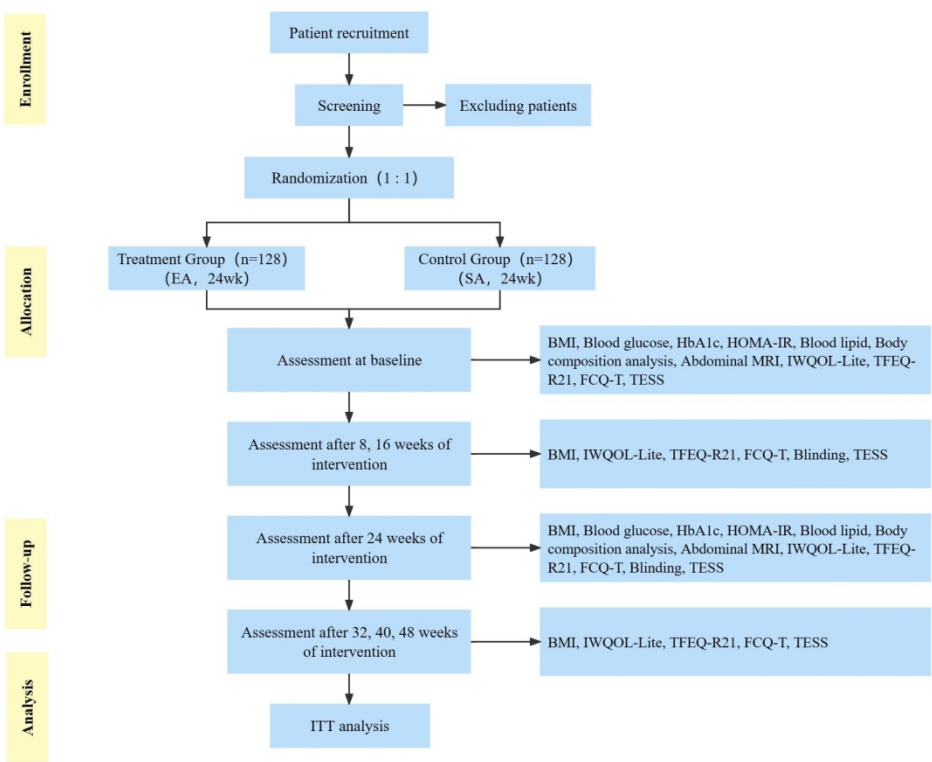 Enrollment
Patient recruitment
Screening
Excluding patients
Randomization (1 : 1)
Allocation
Treatment Group (n=128)
(EA, 24wk)
Control Group (n=128)
(SA, 24wk)
Assessment at baseline
BMI, Blood glucose, HbA1c, HOMA-IR, Blood lipid, Body
composition analysis, Abdominal MRI, IWQOL-Lite, TFEQ-
R21, FCQ-T, TESS
Assessment after 8, 16 weeks of
intervention
BMI, IWQOL-Lite, TFEQ-R21, FCQ-T, Blinding, TESS
Follow-up
Assessment after 24 weeks of
intervention
BMI, Blood glucose, HbA1c, HOMA-IR, Blood lipid, Body
composition analysis, Abdominal MRI, IWQOL-Lite, TFEQ-
R21, FCQ-T, Blinding, TESS
Assessment after 32, 40, 48 weeks
of intervention
BMI, IWQOL-Lite, TFEQ-R21, FCQ-T, TESS
Analysis
ITT analysis